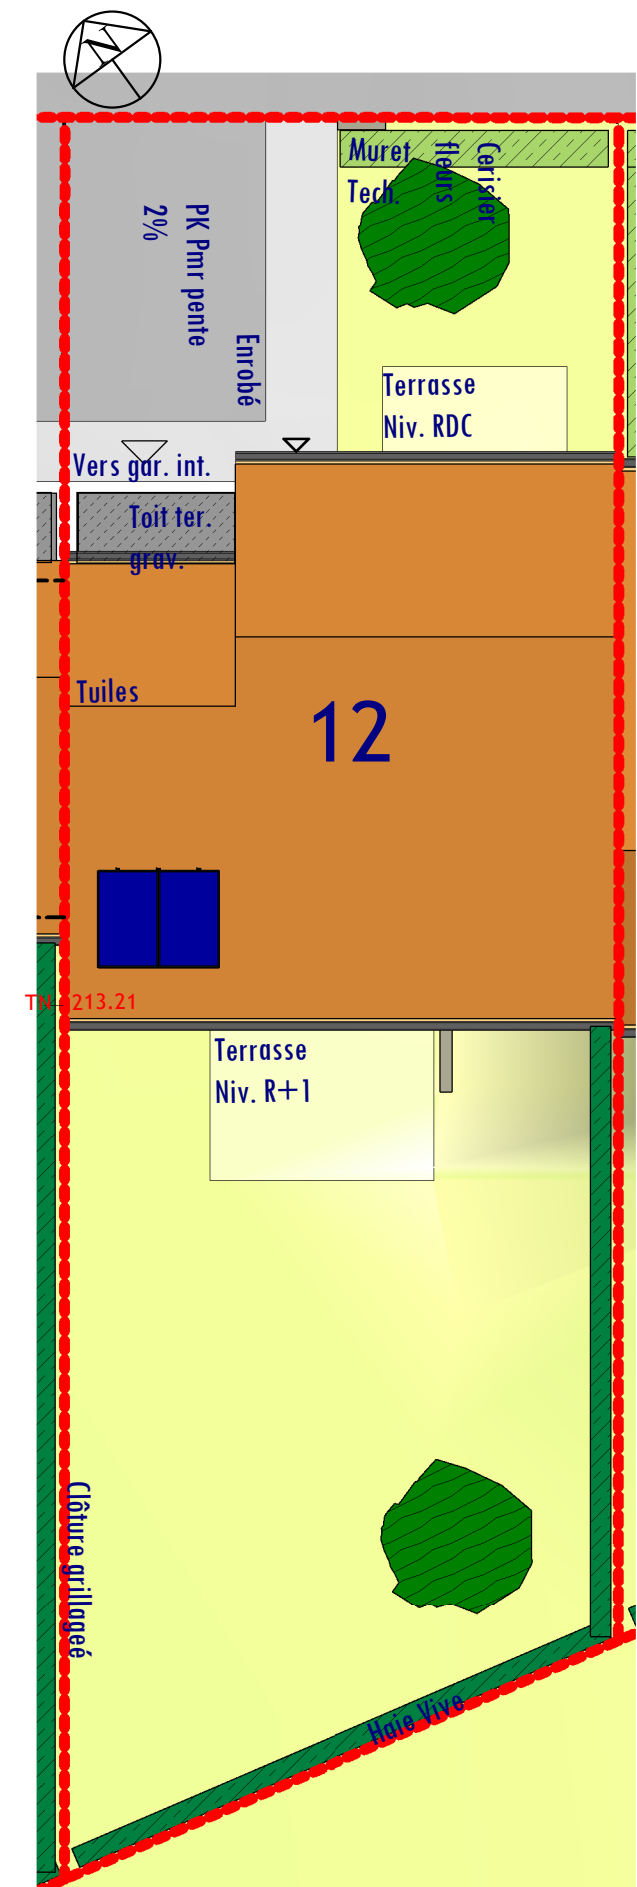 N
Muret
Tech.
Cerisier
fleurs
PK Pmr pente
2%
Enrobé
Terrasse
Niv. RDC
Vers gar. int.
Toit ter.
grav.
Tuiles
12
TN 213.21
Terrasse
Niv. R+1
Clôture grillageé
Haie Vive